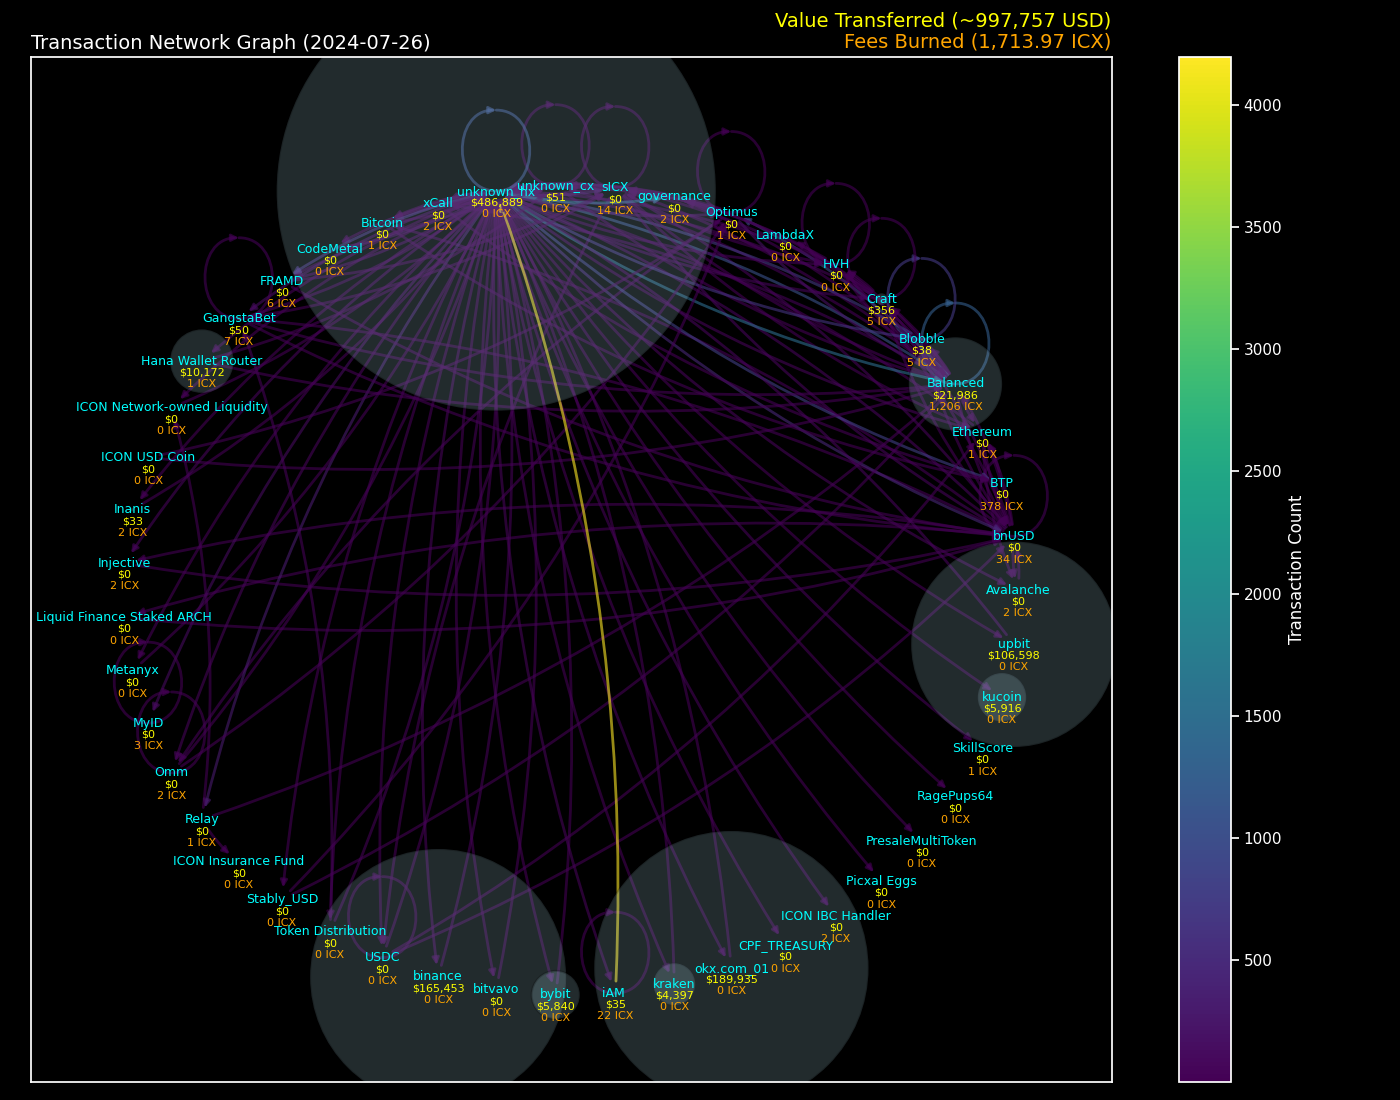 Value Transferred (~997,757 USD)
Transaction Network Graph (2024-07-26)
Fees Burned (1,713.97 ICX)
unknown_hx
$486,889
0 ICX
unknown_cx
$51
0 ICX
sICX
$0
14 ICX
governance
$0
2 ICX
Optimus
$0
1 ICX
LambdaX
$0
0 ICX
HVH
$0
0 ICX
Craft
$356
5 ICX
Blobble
$38
5 ICX
Balanced
$21,986
1,206 ICX
Ethereum
$0
1 ICX
BTP
$0
378 ICX
bnUSD
$0
34 ICX
Avalanche
$0
2 ICX
upbit
$106,598
0 ICX
kucoin
$5,916
0 ICX
SkillScore
$0
1 ICX
RagePups64
$0
0 ICX
PresaleMultiToken
$0
0 ICX
Picxal Eggs
$0
0 ICX
ICON IBC Handler
$0
2 ICX
CPF_TREASURY
$0
0 ICX
okx.com_01
$189,935
0 ICX
kraken
$4,397
0 ICX
iAM
$35
22 ICX
bybit
$5,840
0 ICX
bitvavo
$0
0 ICX
binance
$165,453
0 ICX
USDC
$0
0 ICX
Token Distribution
$0
0 ICX
Stably_USD
$0
0 ICX
ICON Insurance Fund
$0
0 ICX
Relay
$0
1 ICX
Omm
$0
2 ICX
MyID
$0
3 ICX
Metanyx
$0
0 ICX
Liquid Finance Staked ARCH
$0
0 ICX
Injective
$0
2 ICX
Inanis
$33
2 ICX
ICON USD Coin
$0
0 ICX
ICON Network-owned Liquidity
$0
0 ICX
Hana Wallet Router
$10,172
1 ICX
GangstaBet
$50
7 ICX
FRAMD
$0
6 ICX
CodeMetal
$0
0 ICX
Bitcoin
$0
1 ICX
xCall
$0
2 ICX
4000
3500
3000
2500
2000
1500
1000
500
Transaction Count